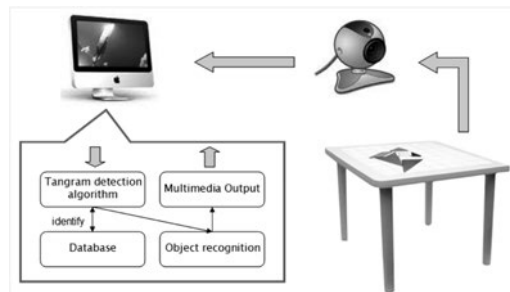 Tangram detection
algorithm
Multimedia Output
identify
Database
Object recognition